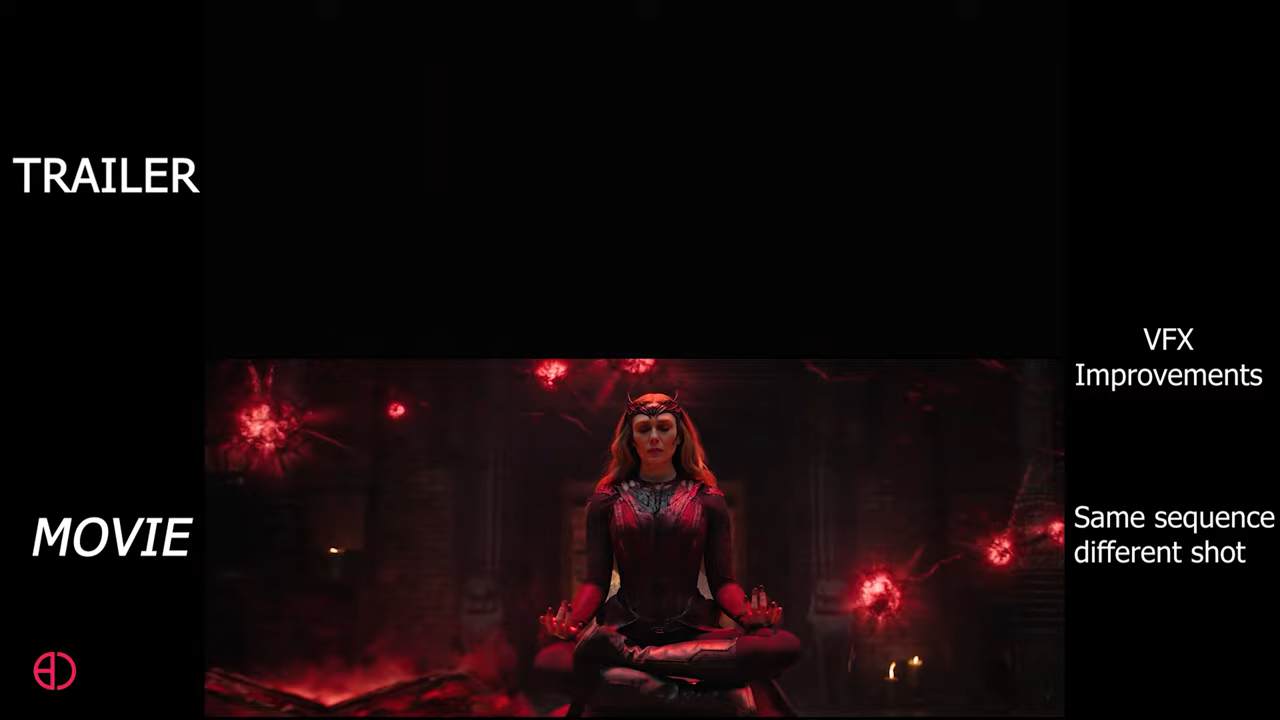 TRAILER
VFX
Improvements
MOVIE
Same sequence
different shot